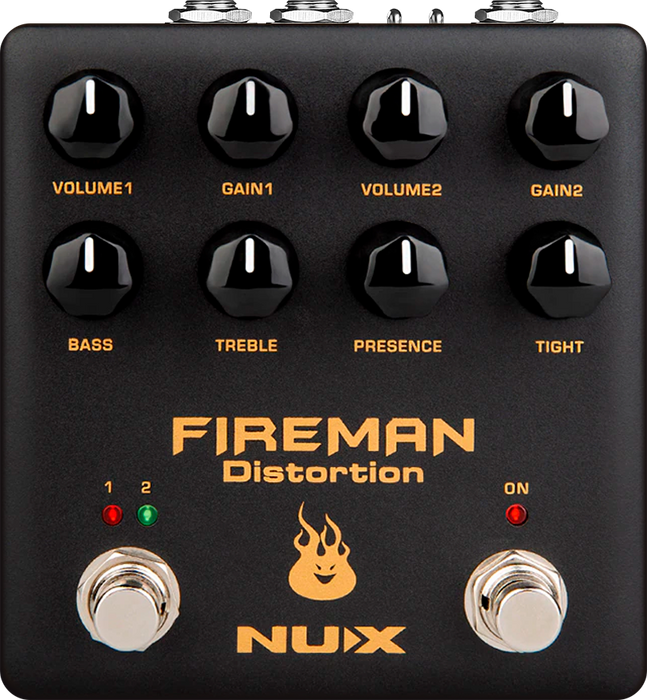 VOLUME1 GAIN1 VOLUME2 GAIN2
BASS TREBLE PRESENCE TIGHT
FIREMAN
Distortion
1 2 ON
NUX